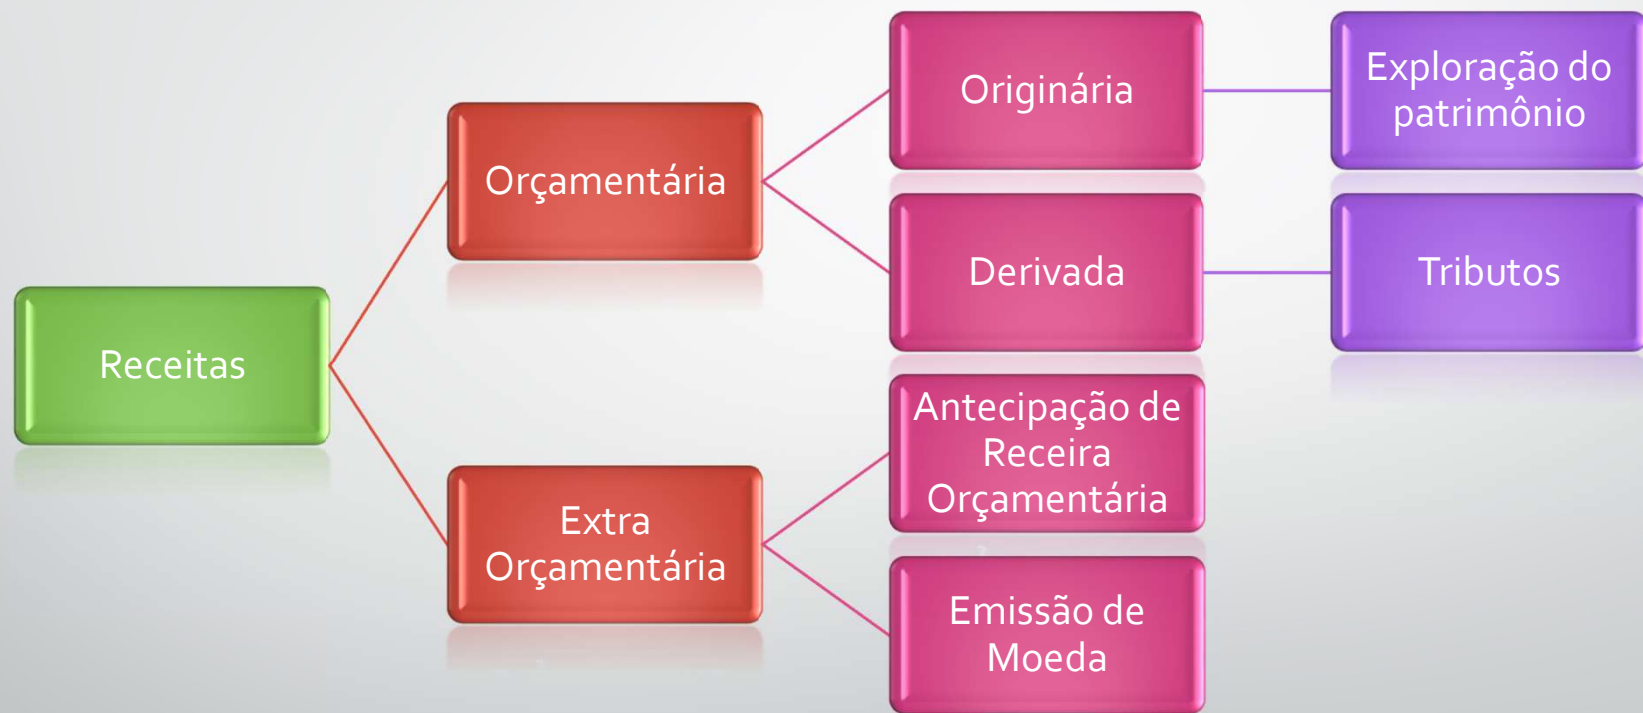 Receitas
Orçamentária
Originária
Exploração do
patrimônio
Derivada
Tributos
Extra
Orçamentária
Antecipação de
Receira
Orçamentária
Emissão de
Moeda